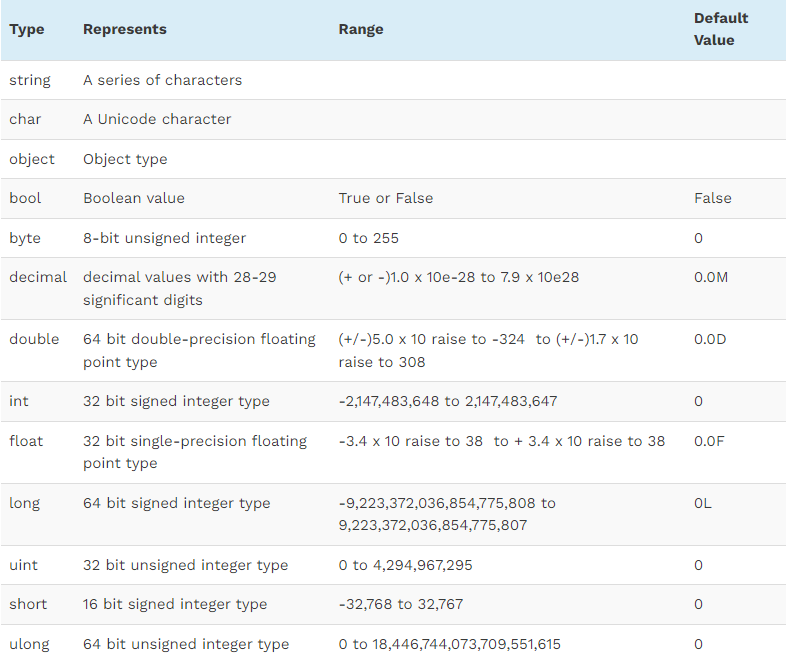 Type Represents Range Default Value
string A series of characters
char A Unicode character
object Object type
bool Boolean value True or False False
byte 8-bit unsigned integer 0 to 255 0
decimal decimal values with 28-29 (+ or -)1.0 x 10e-28 to 7.9 x 10e28 0.0M
significant digits
double 64 bit double-precision floating (+/-)5.0 x 10 raise to -324 to (+/-)1.7 x 10 0.0D
point type raise to 308
int 32 bit signed integer type -2,147,483,648 to 2,147,483,647 0
float 32 bit single-precision floating -3.4 x 10 raise to 38 to + 3.4 x 10 raise to 38 0.0F
point type
long 64 bit signed integer type -9,223,372,036,854,775,808 to 0L
9,223,372,036,854,775,807
uint 32 bit unsigned integer type 0 to 4,294,967,295 0
short 16 bit signed integer type -32,768 to 32,767 0
ulong 64 bit unsigned integer type 0 to 18,446,744,073,709,551,615 0